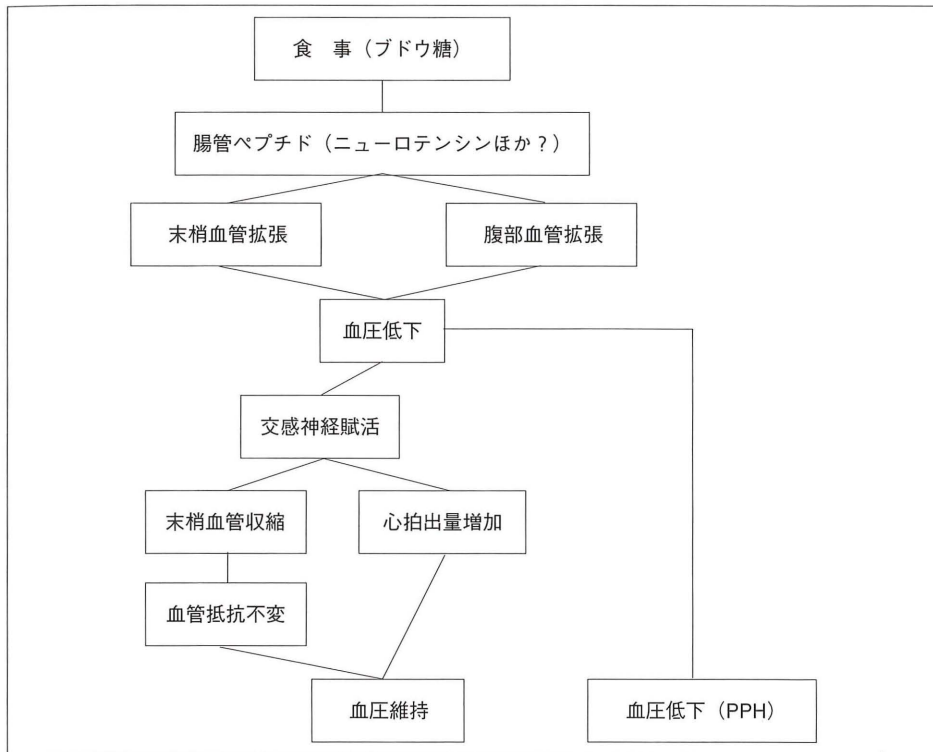 食　事（ブドウ糖）
腸管ペプチド（ニューロテンシンほか？）
末梢血管拡張
腹部血管拡張
血圧低下
交感神経賦活
末梢血管収縮
心拍出量増加
血管抵抗不変
血圧維持
血圧低下（PPH）